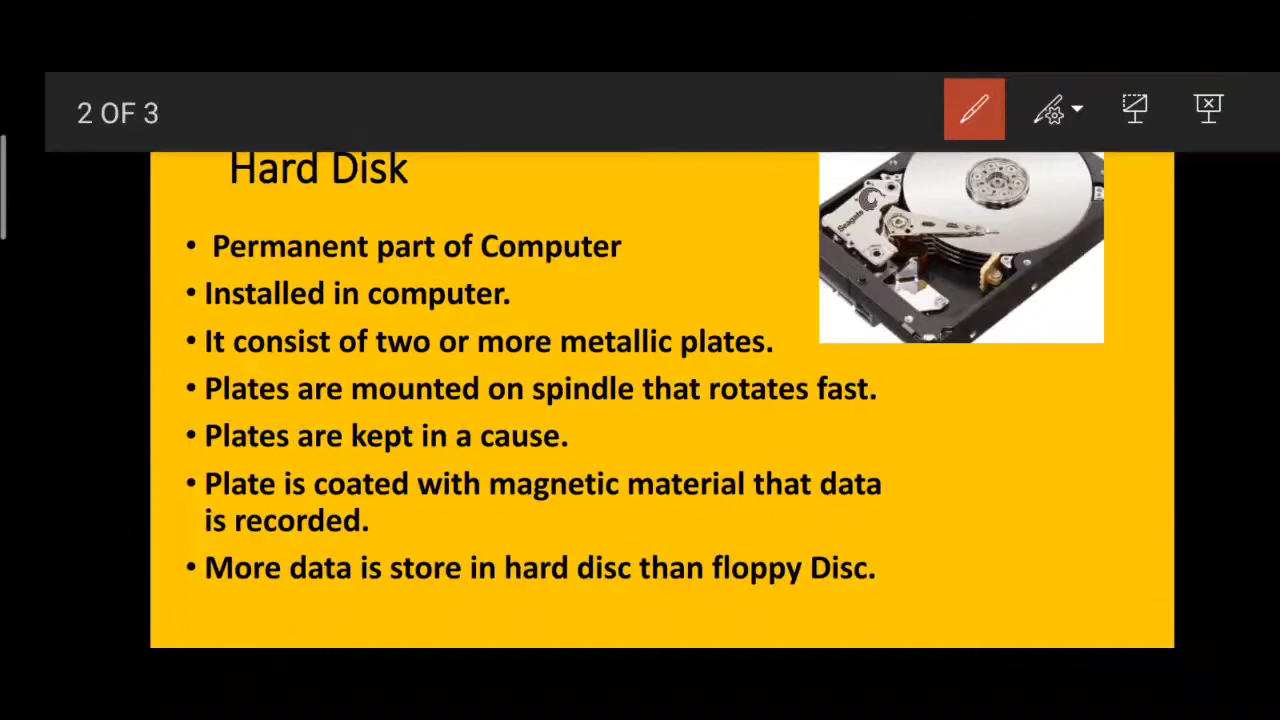 2 OF 3
Hard Disk
Seagate
• Permanent part of Computer
• Installed in computer.
• It consist of two or more metallic plates.
• Plates are mounted on spindle that rotates fast.
• Plates are kept in a cause.
• Plate is coated with magnetic material that data
is recorded.
• More data is store in hard disc than floppy Disc.